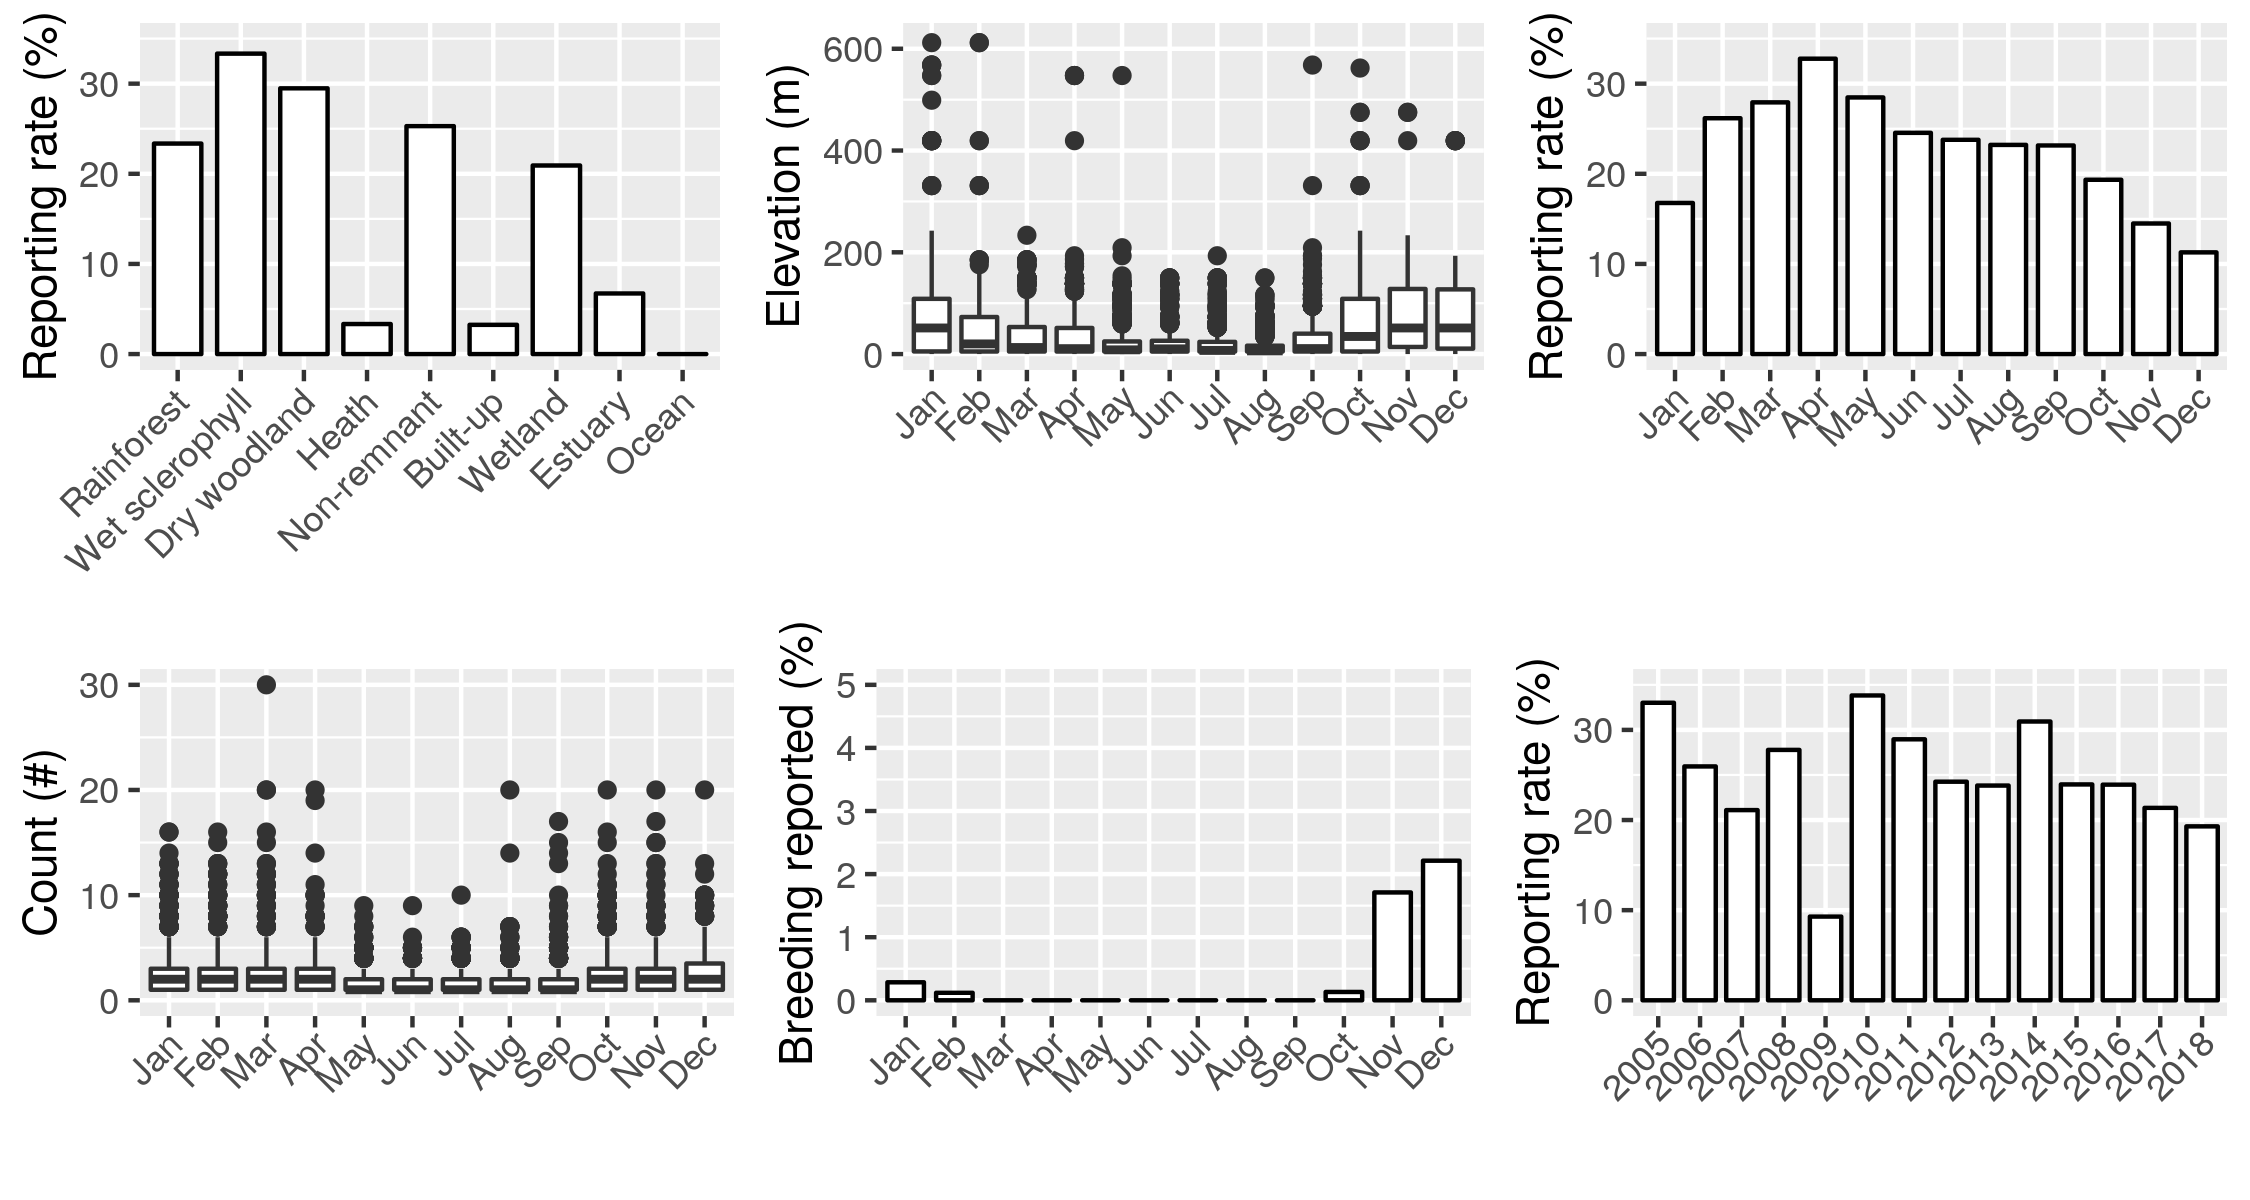 Reporting rate (%)
30
20
10
0
Rainforest
Wet sclerophyll
Dry woodland
Heath
Non-remnant
Built-up
Wetland
Estuary
Ocean
Elevation (m)
600
400
200
0
Jan
Feb
Mar
Apr
May
Jun
Jul
Aug
Sep
Oct
Nov
Dec
Reporting rate (%)
30
20
10
0
Jan
Feb
Mar
Apr
May
Jun
Jul
Aug
Sep
Oct
Nov
Dec
Count (#)
30
20
10
0
Jan
Feb
Mar
Apr
May
Jun
Jul
Aug
Sep
Oct
Nov
Dec
Breeding reported (%)
5
4
3
2
1
0
Jan
Feb
Mar
Apr
May
Jun
Jul
Aug
Sep
Oct
Nov
Dec
Reporting rate (%)
30
20
10
0
2005
2006
2007
2008
2009
2010
2011
2012
2013
2014
2015
2016
2017
2018